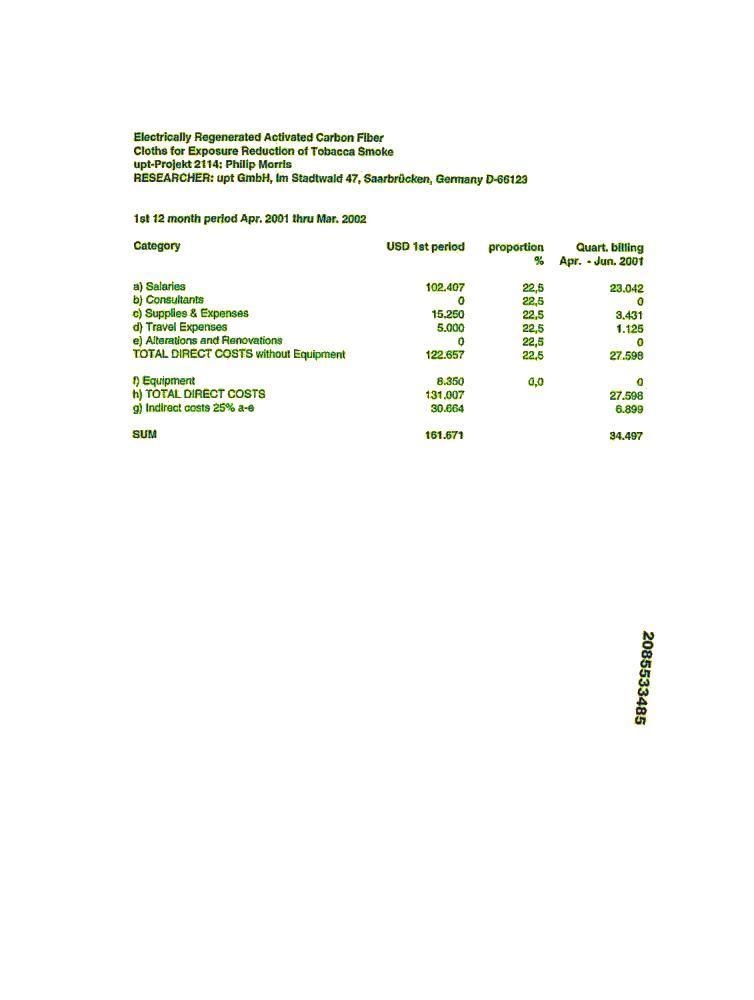 Electrically Regenerated Activated Carbon Fiber
Cloths for Exposure Reduction of Tobacca Smoke
upt-Projekt 2114: Philip Morris
RESEARCHER: upt GmbH, Im Stadtwald 47, Saarbrücken, Germany D-66123
1st 12 month period Apr. 2001 thru Mar. 2002
Category USD 1st period proportion Quart. billing
% Apr. - Jun. 2001
a) Salaries 102.407 22,5 23.042
b) Consultants 0 22,5 0
c) Supplies & Expenses 15.250 22,5 3.431
d) Travel Expenses 5.000 22,5 1.125
e) Alterations and Renovations 0 22,5 0
TOTAL DIRECT COSTS without Equipment 122.657 22,5 27.598
f) Equipment 8.350 0,0 0
h) TOTAL DIRECT COSTS 131.007 27.598
g) Indirect costs 25% a-e 30.664 6.899
SUM 161.671 34.497
2085533485